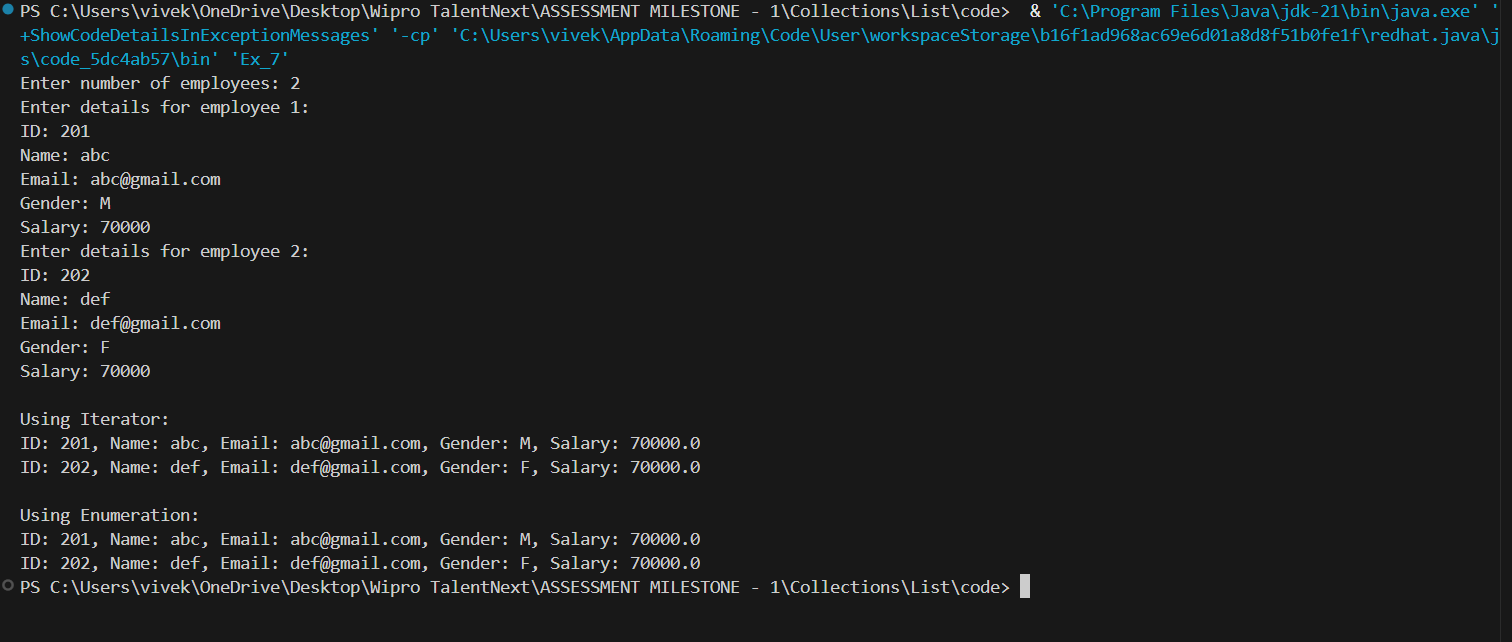 PS C:\Users\vivek\OneDrive\Desktop\Wipro TalentNext\ASSESSMENT MILESTONE - 1\Collections\List\code>  & 'C:\Program Files\Java\jdk-21\bin\java.exe' '
+ShowCodeDetailsInExceptionMessages' '-cp' 'C:\Users\vivek\AppData\Roaming\Code\User\workspaceStorage\b16f1ad968ac69e6d01a8d8f51b0fe1f\redhat.java\j
s\code_5dc4ab57\bin' 'Ex_7'
Enter number of employees: 2
Enter details for employee 1:
ID: 201
Name: abc
Email: abc@gmail.com
Gender: M
Salary: 70000
Enter details for employee 2:
ID: 202
Name: def
Email: def@gmail.com
Gender: F
Salary: 70000
Using Iterator:
ID: 201, Name: abc, Email: abc@gmail.com, Gender: M, Salary: 70000.0
ID: 202, Name: def, Email: def@gmail.com, Gender: F, Salary: 70000.0
Using Enumeration:
ID: 201, Name: abc, Email: abc@gmail.com, Gender: M, Salary: 70000.0
ID: 202, Name: def, Email: def@gmail.com, Gender: F, Salary: 70000.0
PS C:\Users\vivek\OneDrive\Desktop\Wipro TalentNext\ASSESSMENT MILESTONE - 1\Collections\List\code>